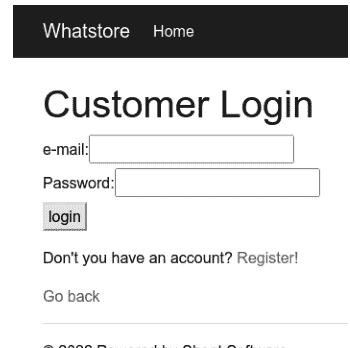 Whatstore Home
Customer Login
e-mail:
Password:
login
Don't you have an account? Register!
Go back